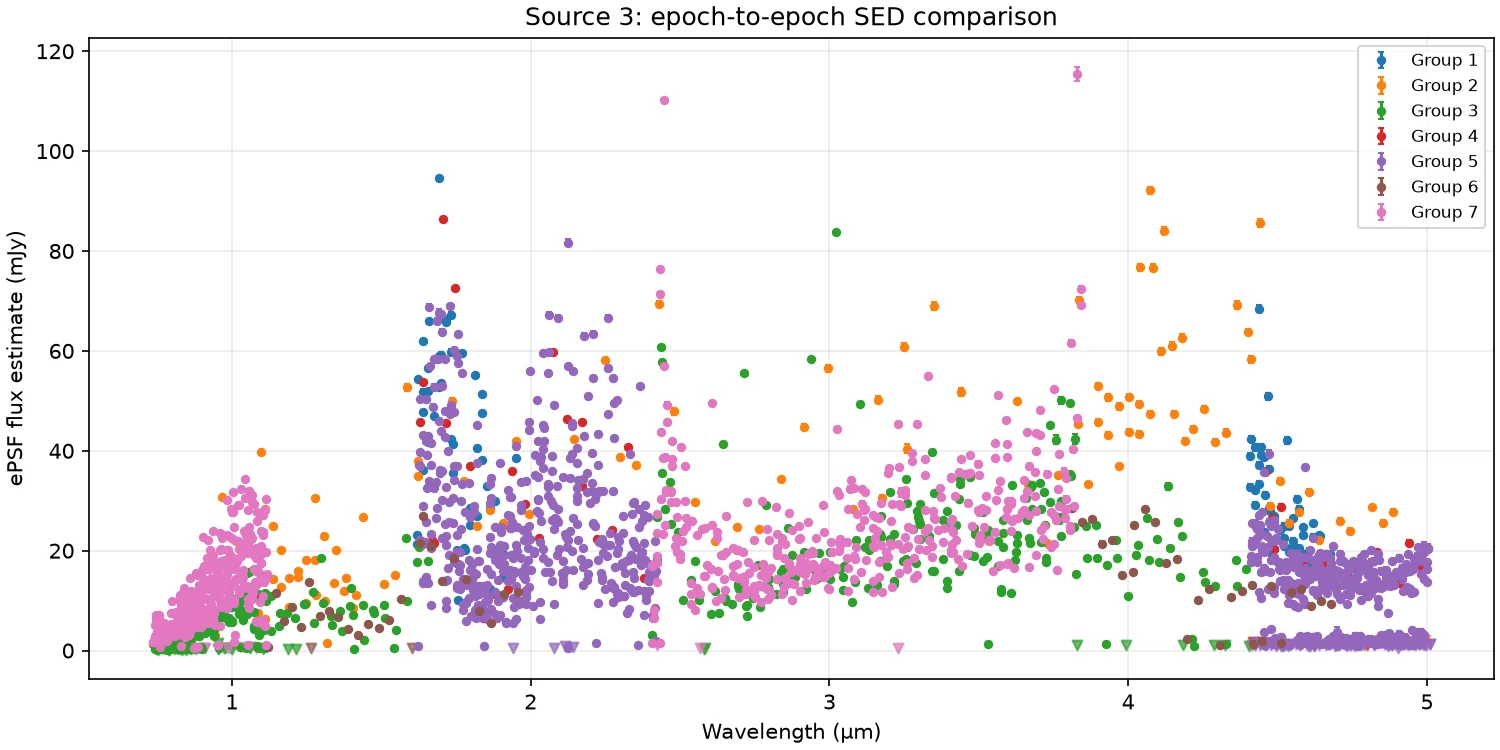 Source 3: epoch-to-epoch SED comparison
ePSF flux estimate (mJy)
120
100
80
60
40
20
0
1
2
3
4
5
Wavelength (μm)
Group 1
Group 2
Group 3
Group 4
Group 5
Group 6
Group 7